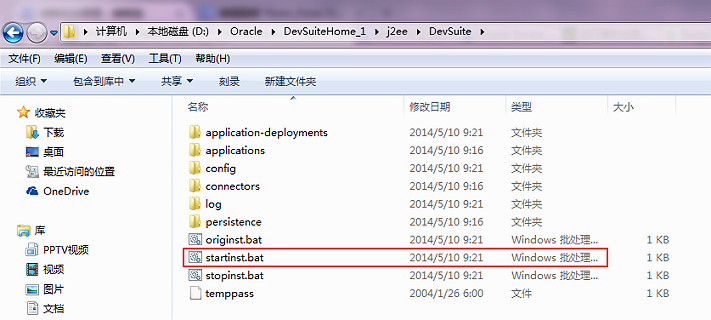 计算机 ▸ 本地磁盘 (D:) ▸ Oracle ▸ DevSuiteHome_1 ▸ j2ee ▸ DevSuite ▸
文件(F) 编辑(E) 查看(V) 工具(T) 帮助(H)
组织 包含到库中 共享 刻录 新建文件夹
收藏夹
下载
桌面
最近访问的位置
OneDrive
库
PPTV视频
视频
图片
文档
名称 修改日期 类型 大小
application-deployments 2014/5/10 9:21 文件夹
applications 2014/5/10 9:16 文件夹
config 2014/5/10 9:21 文件夹
connectors 2014/5/10 9:16 文件夹
log 2014/5/10 9:21 文件夹
persistence 2014/5/10 9:16 文件夹
originst.bat 2014/5/10 9:21 Windows 批处理... 1 KB
startinst.bat 2014/5/10 9:21 Windows 批处理... 1 KB
stopinst.bat 2014/5/10 9:21 Windows 批处理... 1 KB
temppass 2004/1/26 6:00 文件 1 KB